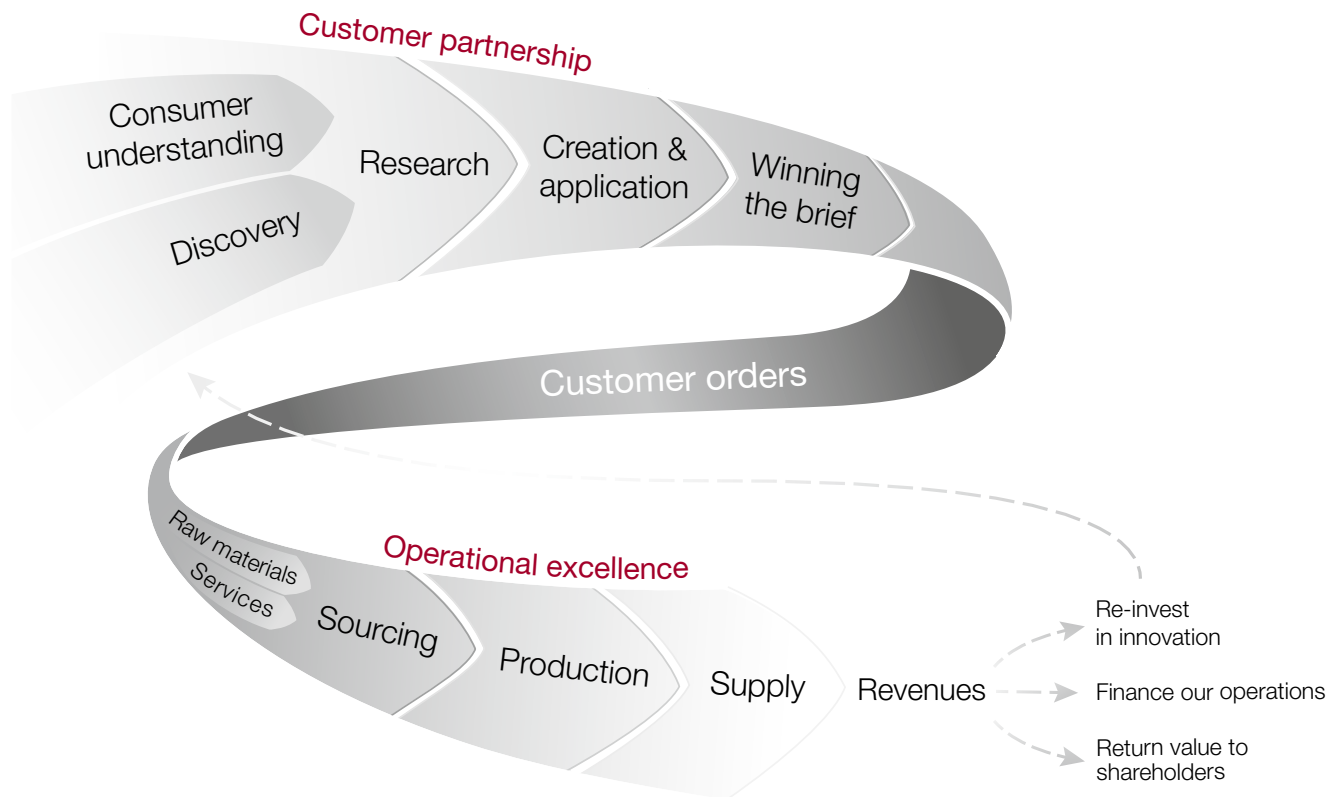 Customer partnership
Consumer
understanding
Discovery
Research
Creation &
application
Winning
the brief
Customer orders
Operational excellence
Raw materials
Services
Sourcing
Production
Supply
Revenues
Re-invest
in innovation
Finance our operations
Return value to
shareholders